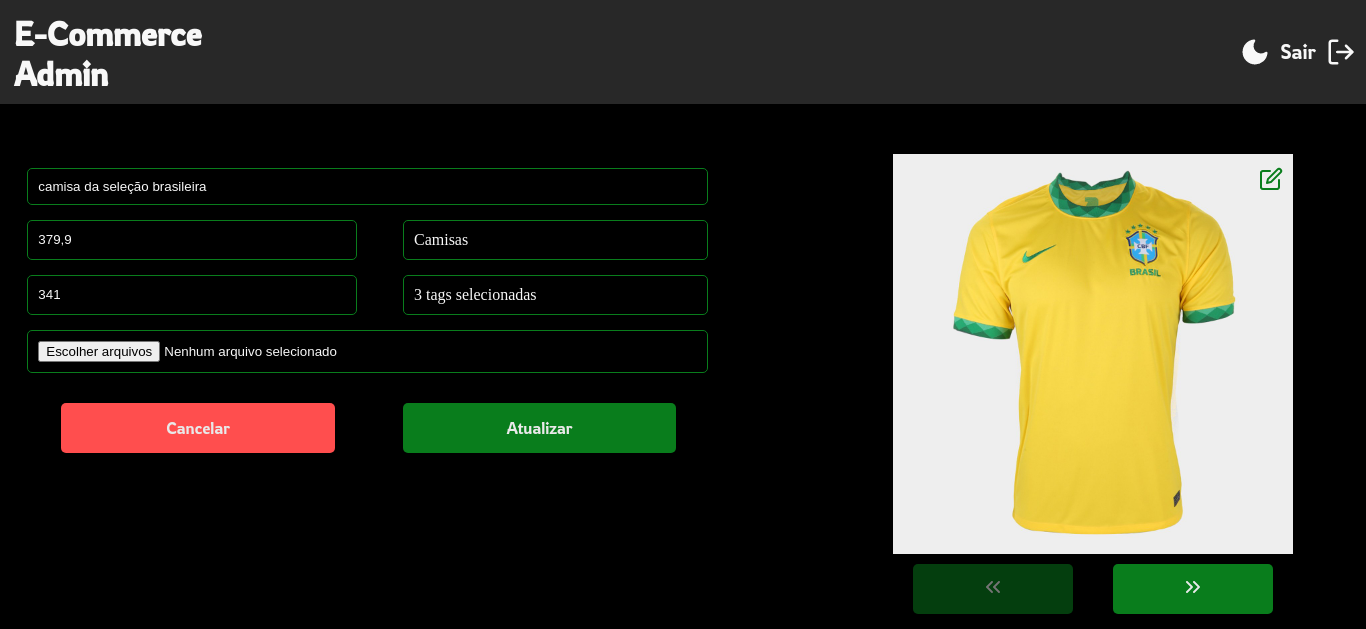 E-Commerce
Admin
Sair
camisa da seleção brasileira
379,9
Camisas
341
3 tags selecionadas
Escolher arquivos Nenhum arquivo selecionado
Cancelar
Atualizar
CBF
BRASIL